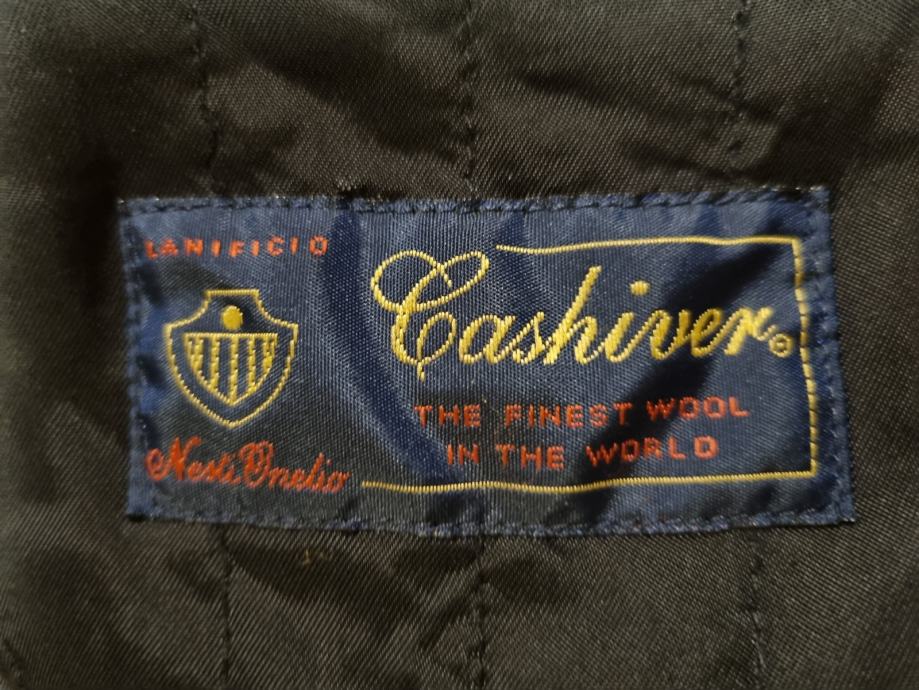 LANIFICIO
Cashiver®
THE FINEST WOOL
IN THE WORLD
Nesti Onelio